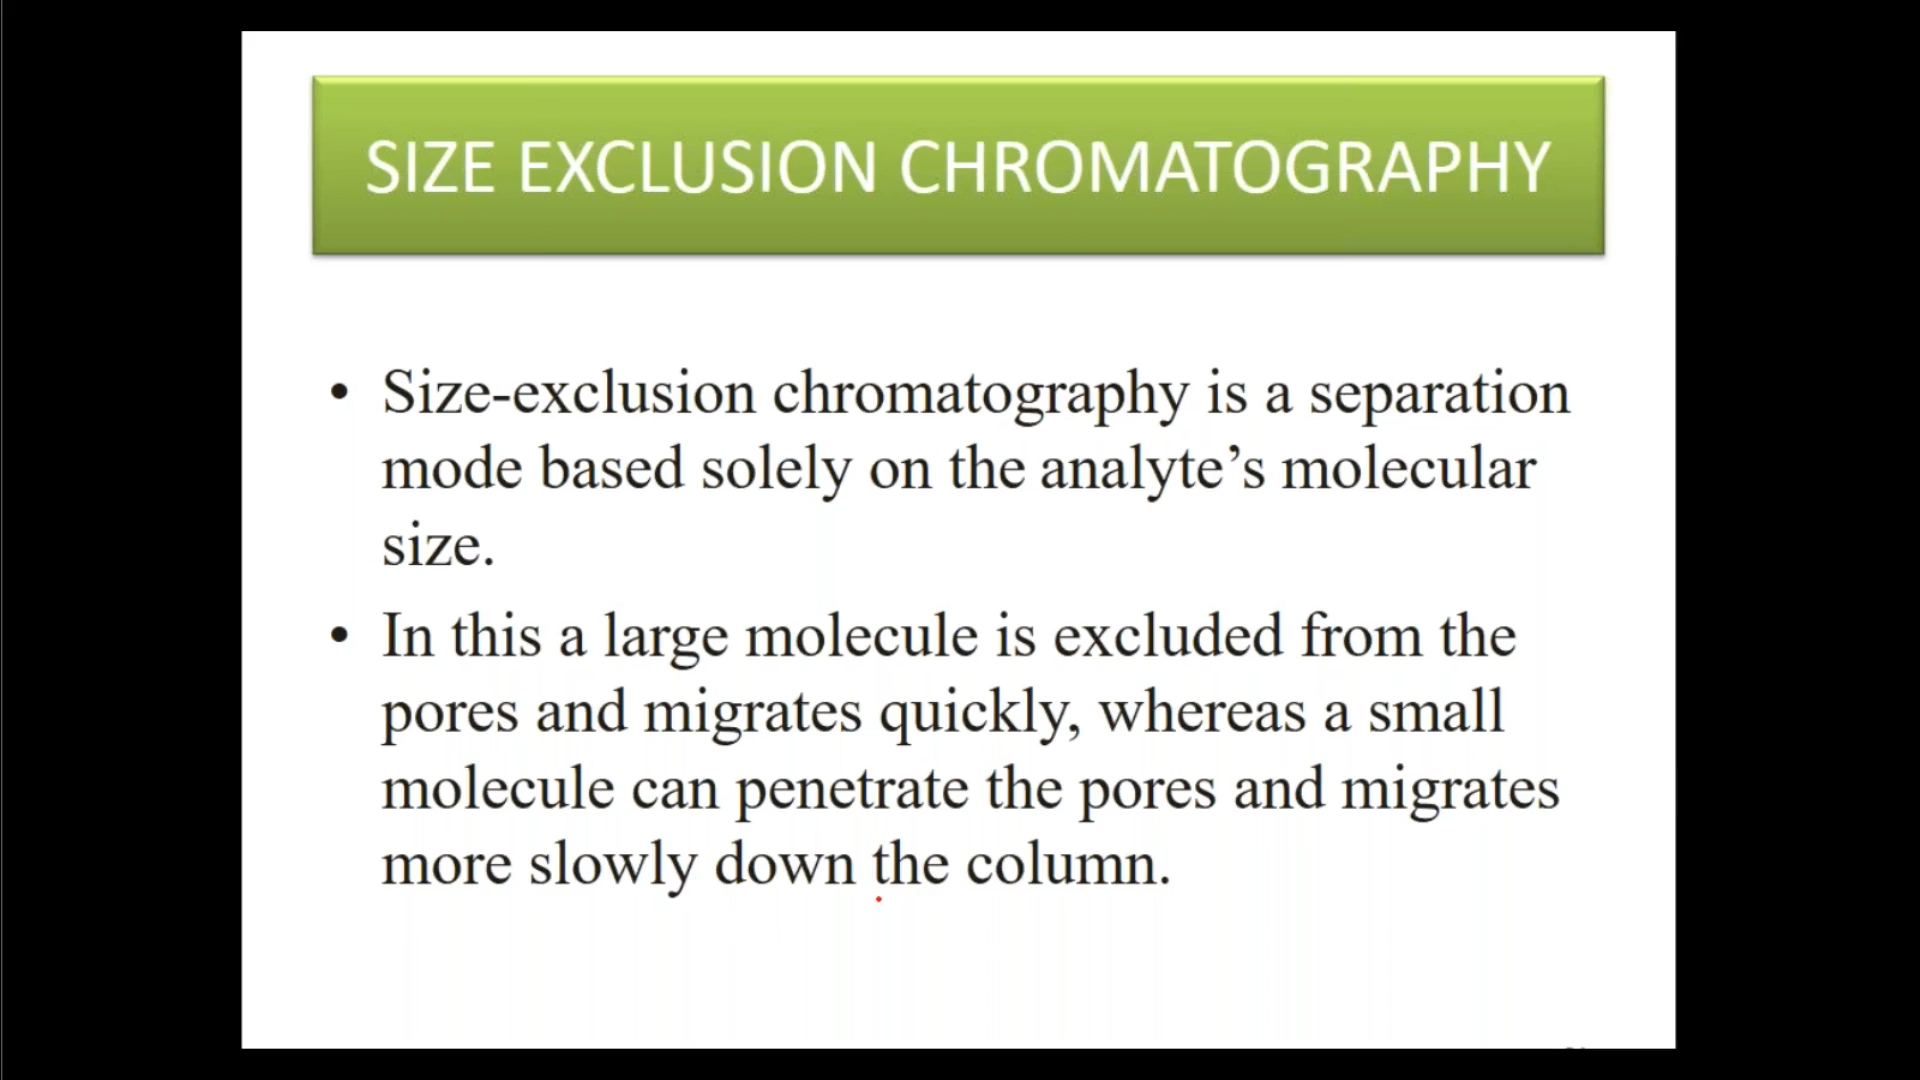 SIZE EXCLUSION CHROMATOGRAPHY
• Size-exclusion chromatography is a separation
mode based solely on the analyte’s molecular
size.
• In this a large molecule is excluded from the
pores and migrates quickly, whereas a small
molecule can penetrate the pores and migrates
more slowly down the column.